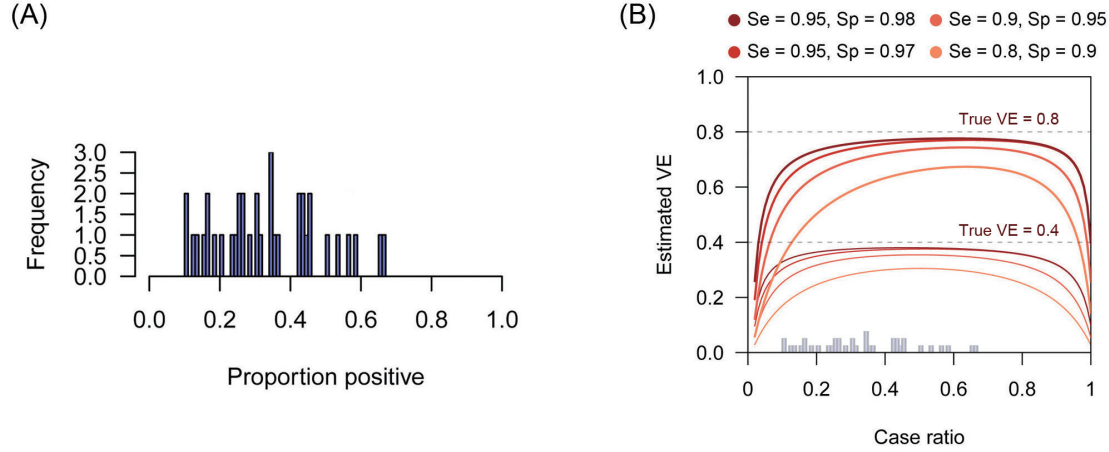 (A)
3.0
2.5
2.0
1.5
1.0
0.5
0.0
Frequency
0.0 0.2 0.4 0.6 0.8 1.0
Proportion positive
(B)
Se = 0.95, Sp = 0.98 Se = 0.9, Sp = 0.95
Se = 0.95, Sp = 0.97 Se = 0.8, Sp = 0.9
1.0
True VE = 0.8
0.8
0.6
Estimated VE
True VE = 0.4
0.4
0.2
0.0
0 0.2 0.4 0.6 0.8 1
Case ratio